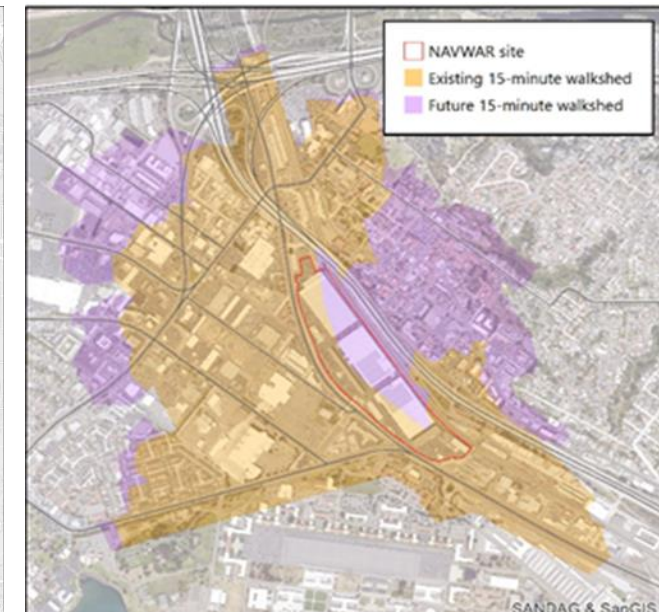 NAVWAR site
Existing 15-minute walkshed
Future 15-minute walkshed
SANDAG & SanGIS